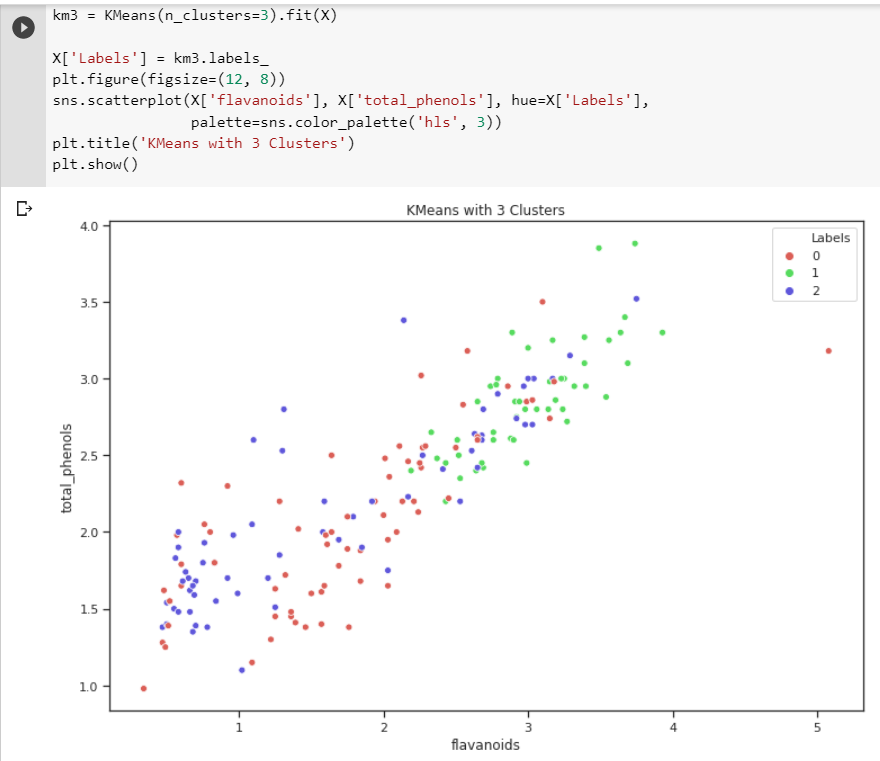 km3 = KMeans(n_clusters=3).fit(X)
X['Labels'] = km3.labels_
plt.figure(figsize=(12, 8))
sns.scatterplot(X['flavanoids'], X['total_phenols'], hue=X['Labels'],
palette=sns.color_palette('hls', 3))
plt.title('KMeans with 3 Clusters')
plt.show()
KMeans with 3 Clusters
Labels
0
1
2
total_phenols
4.0
3.5
3.0
2.5
2.0
1.5
1.0
1 2 3 4 5
flavanoids